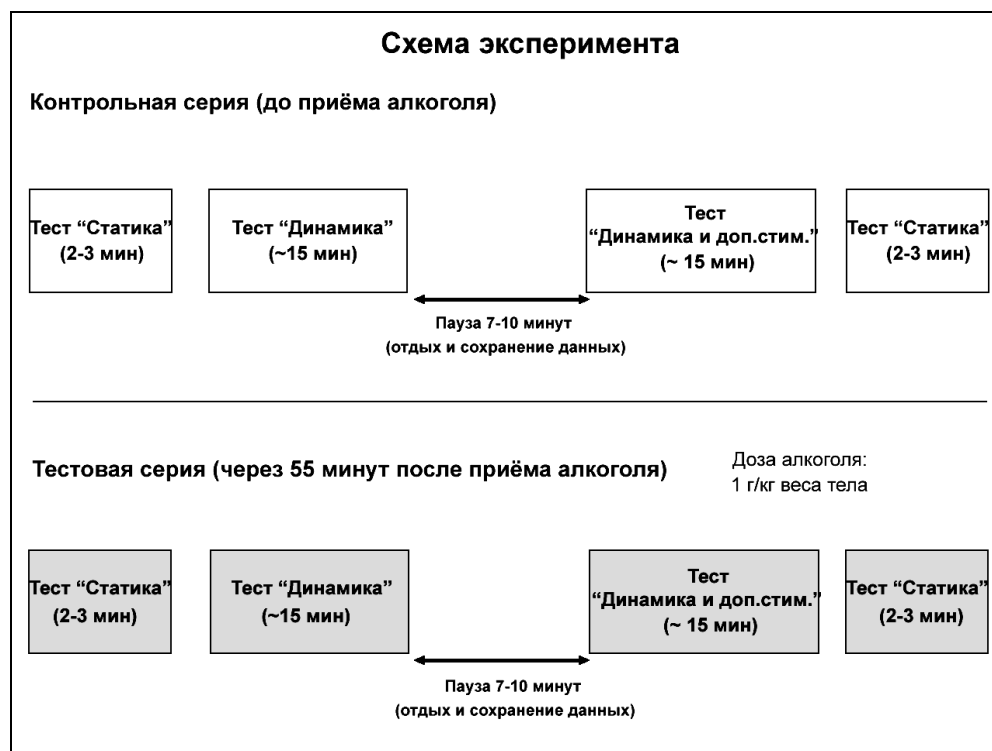 Схема эксперимента
Контрольная серия (до приёма алкоголя)
Тест “Статика”
(2-3 мин)
Тест “Динамика”
(~15 мин)
Тест
“Динамика и доп.стим.”
(~ 15 мин)
Тест “Статика”
(2-3 мин)
Пауза 7-10 минут
(отдых и сохранение данных)
Тестовая серия (через 55 минут после приёма алкоголя)
Доза алкоголя:
1 г/кг веса тела
Тест “Статика”
(2-3 мин)
Тест “Динамика”
(~15 мин)
Тест
“Динамика и доп.стим.”
(~ 15 мин)
Тест “Статика”
(2-3 мин)
Пауза 7-10 минут
(отдых и сохранение данных)